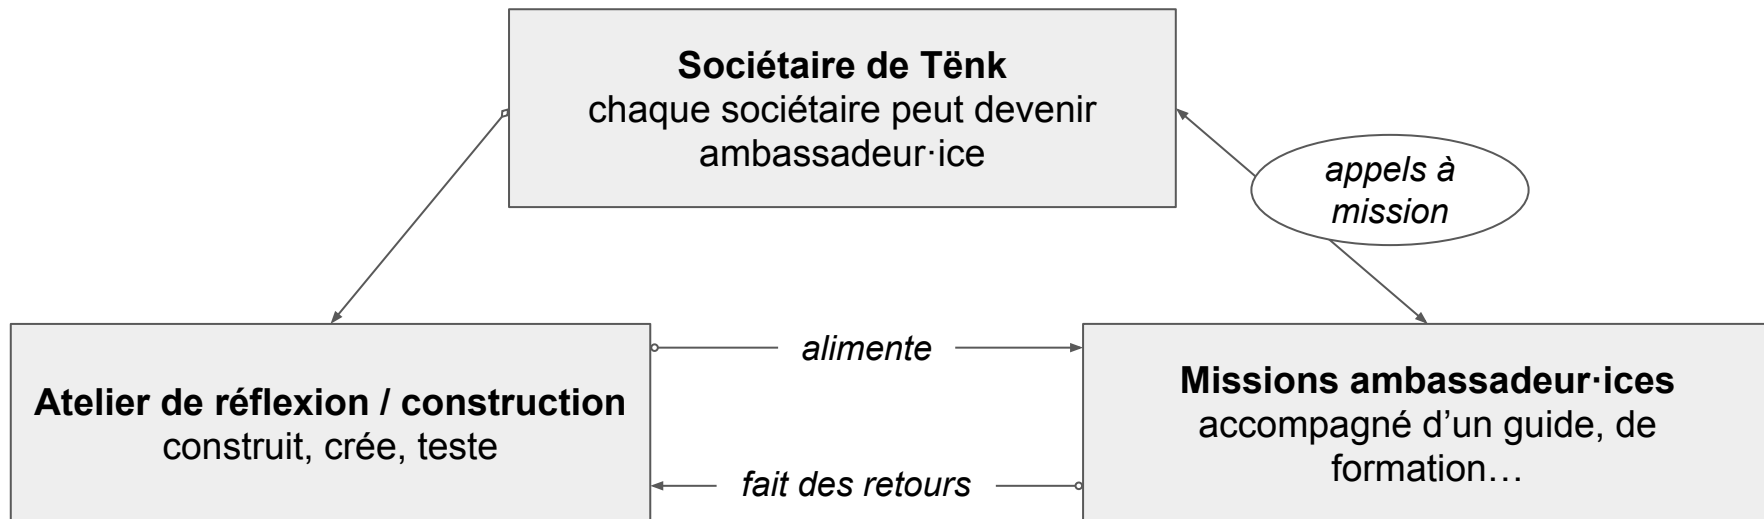 Sociétaire de Tënk
chaque sociétaire peut devenir
ambassadeur·ice
appels à
mission
alimente
Atelier de réflexion / construction
construit, crée, teste
Missions ambassadeur·ices
accompagné d’un guide, de
formation…
fait des retours